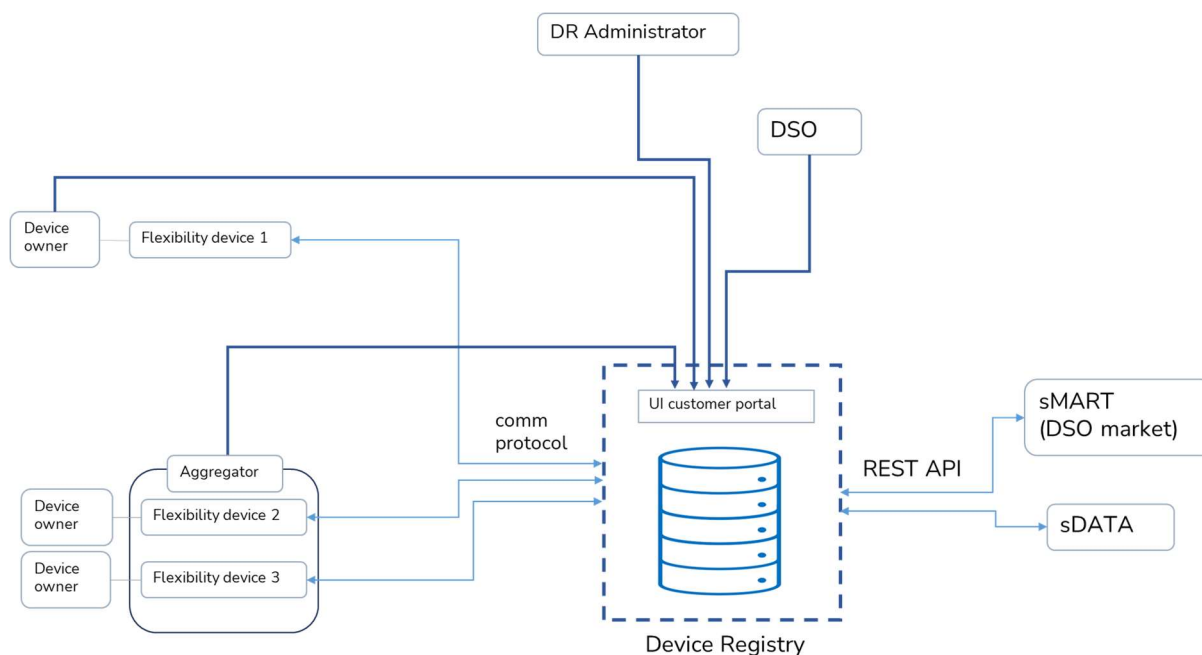 DR Administrator
DSO
Device
owner
Flexibility device 1
UI customer portal
comm
protocol
sMART
(DSO market)
REST API
Aggregator
Device
owner
Flexibility device 2
sDATA
Device
owner
Flexibility device 3
Device Registry